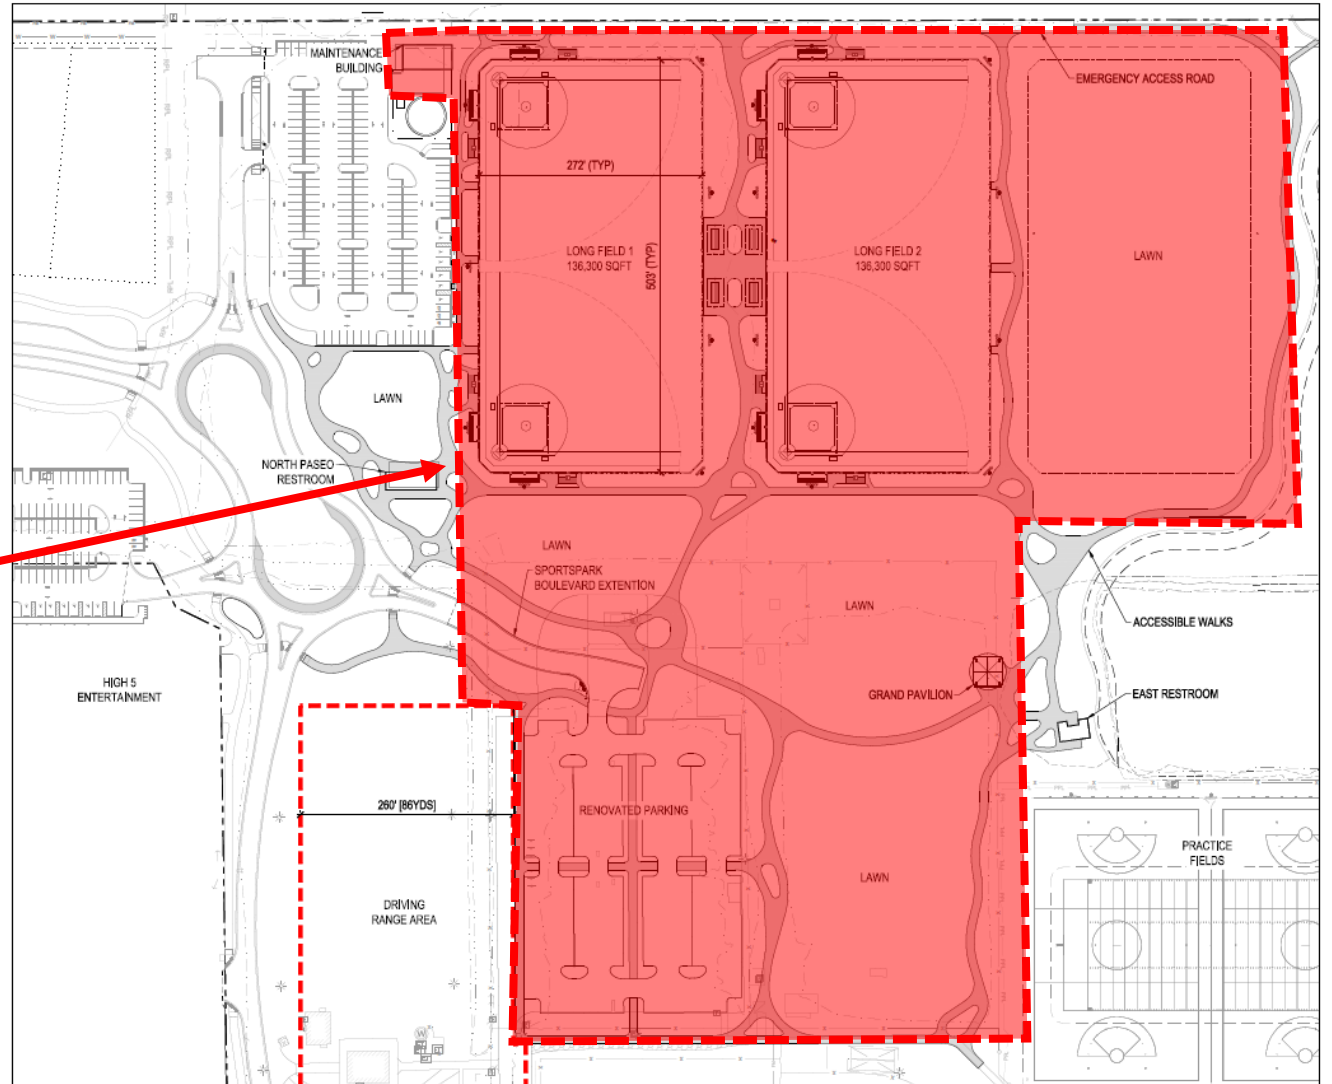 MAINTENANCE
BUILDING
EMERGENCY ACCESS ROAD
272' (TYP)
LONG FIELD 1
136,300 SQFT
503' (TYP)
LONG FIELD 2
136,300 SQFT
LAWN
LAWN
NORTH PASEO
RESTROOM
LAWN
SPORTSPARK
BOULEVARD EXTENTION
LAWN
ACCESSIBLE WALKS
HIGH 5
ENTERTAINMENT
GRAND PAVILION
EAST RESTROOM
260' [86YDS]
RENOVATED PARKING
PRACTICE
FIELDS
LAWN
DRIVING
RANGE AREA